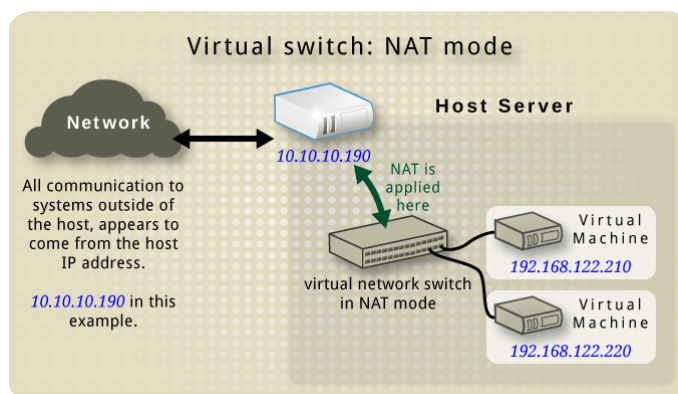 Virtual switch: NAT mode
Network
Host Server
10.10.10.190
NAT is
applied
here
All communication to
systems outside of
the host, appears to
come from the host
IP address.
10.10.10.190 in this
example.
virtual network switch
in NAT mode
Virtual
Machine
192.168.122.210
Virtual
Machine
192.168.122.220